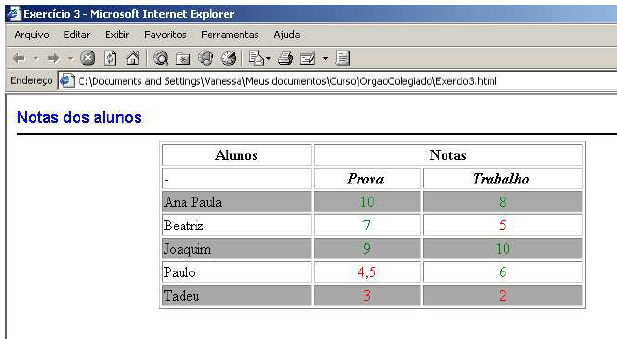 Exercício 3 - Microsoft Internet Explorer
Arquivo Editar Exibir Favoritos Ferramentas Ajuda
Endereço C:\Documents and Settings\Vanessa\Meus documentos\Curso\OrgaoColegiado\Exercio3.html
Notas dos alunos
Alunos Notas
- Prova Trabalho
Ana Paula 10 8
Beatriz 7 5
Joaquim 9 10
Paulo 4,5 6
Tadeu 3 2